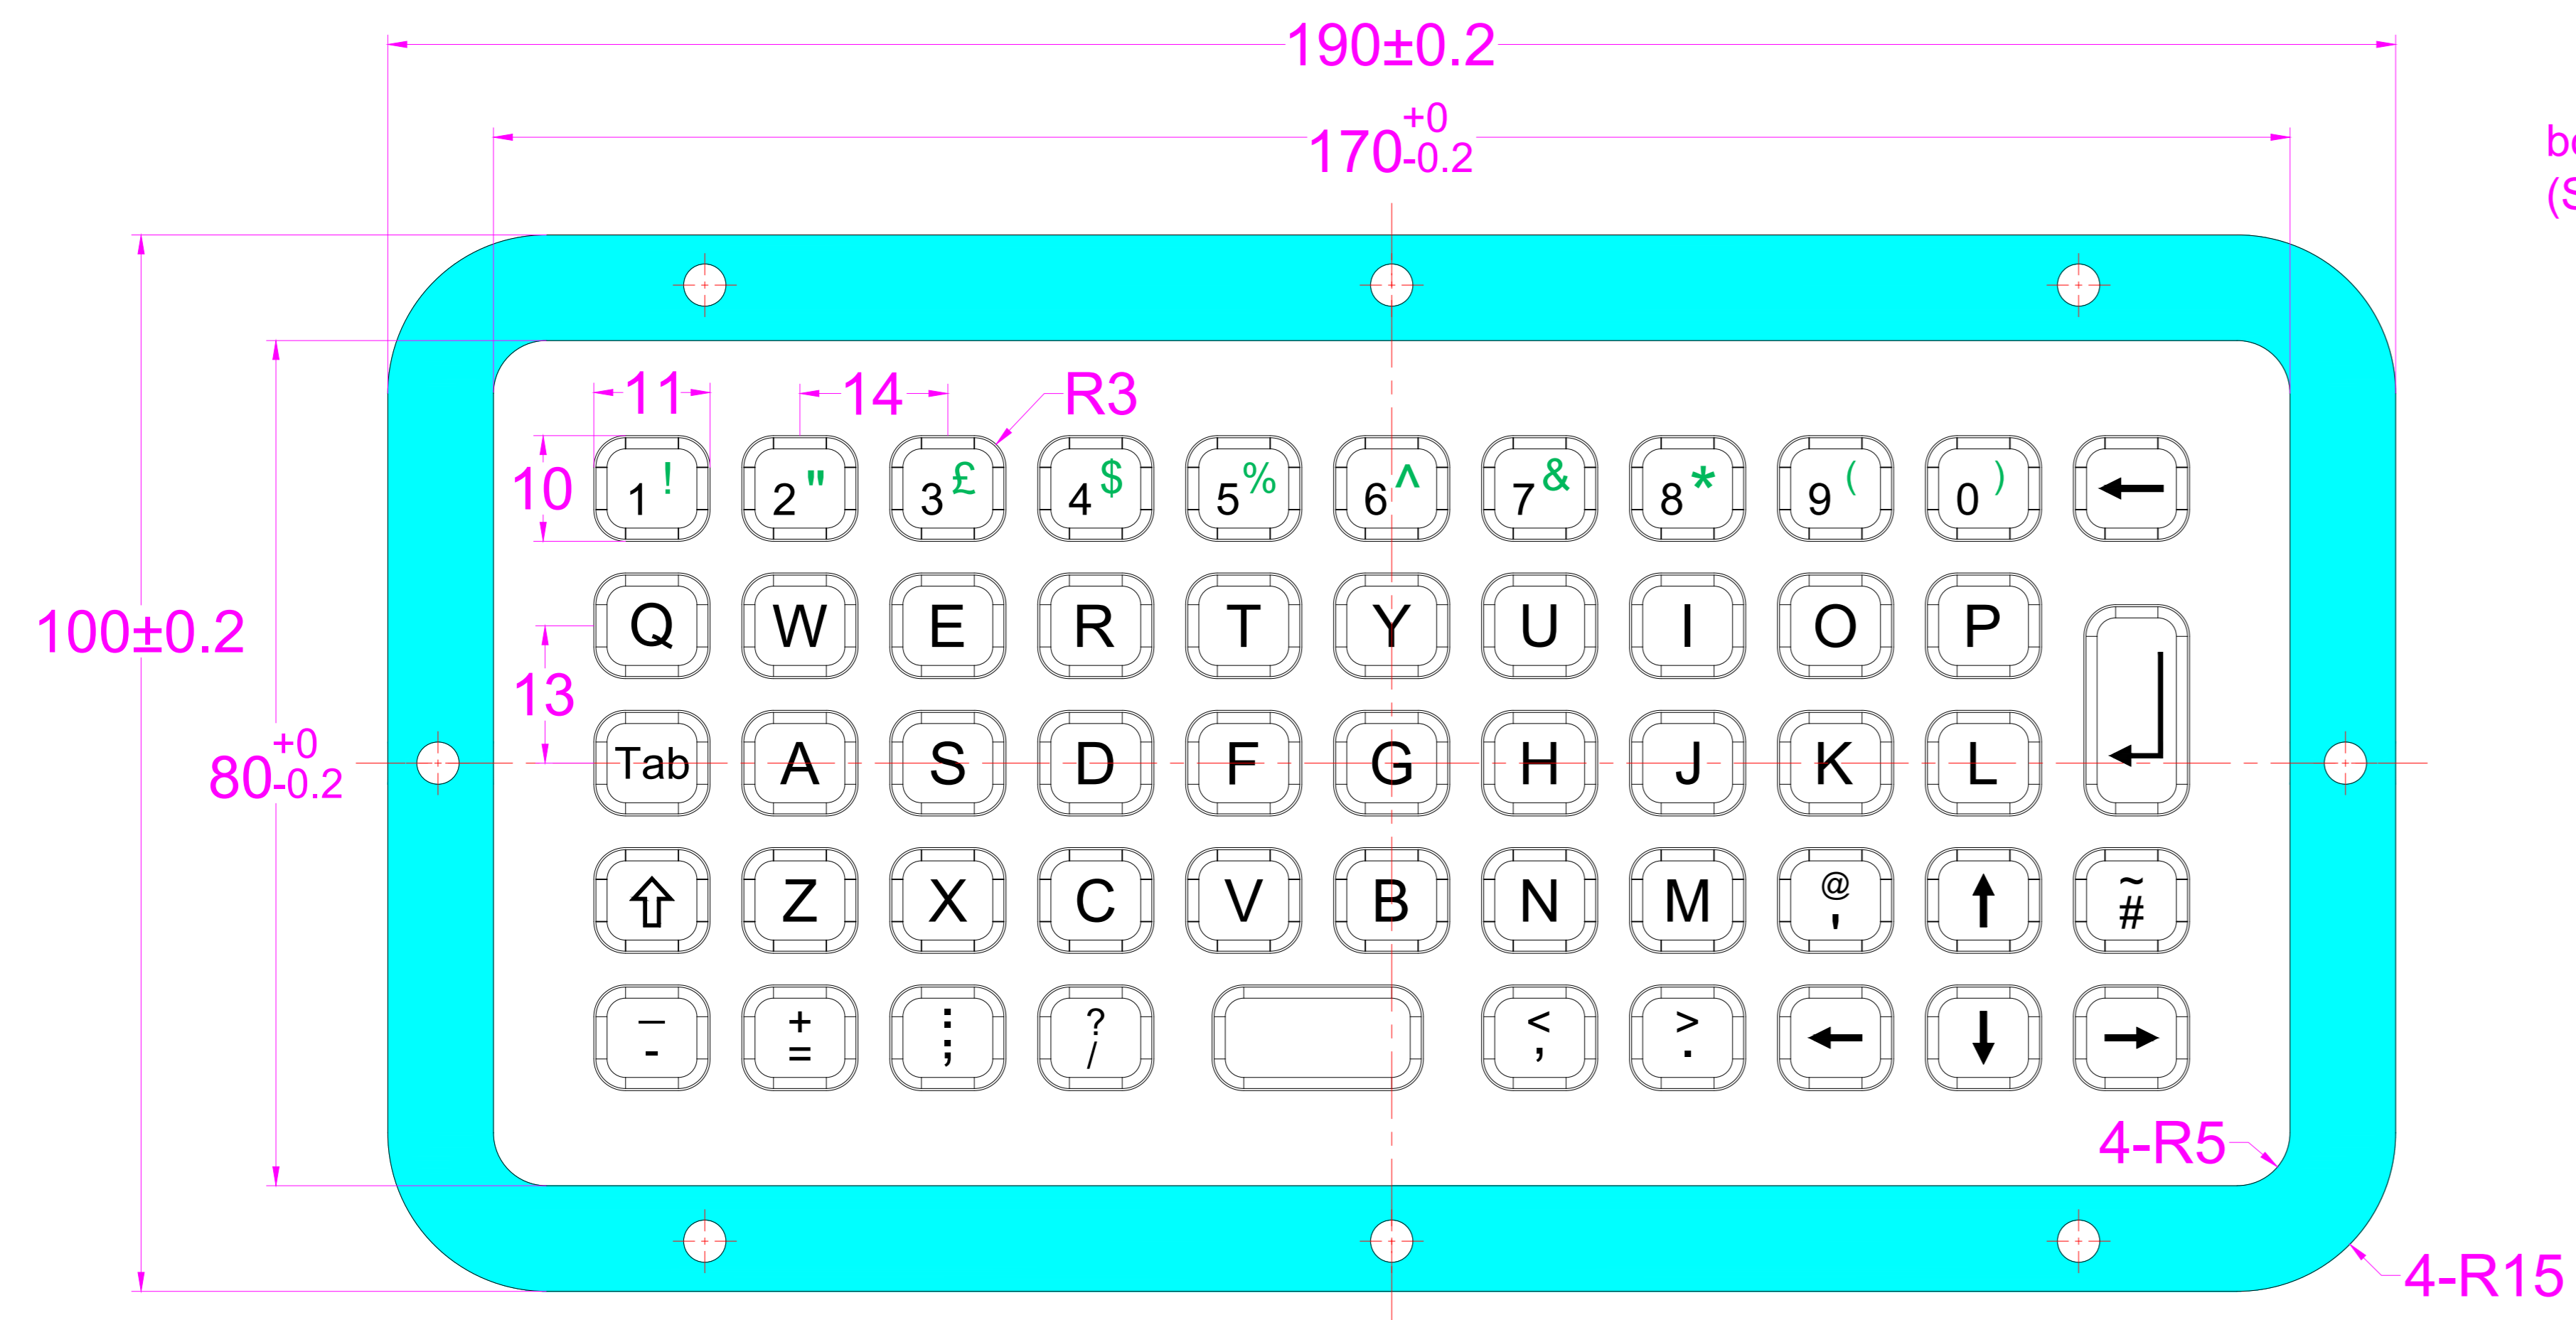 190±0.2
+0
170-0.2
11 14 R3
10
1 ! 2 " 3 £ 4 $ 5 % 6 ^ 7 & 8 * 9 ( 0 ) ←
Q W E R T Y U I O P
100±0.2
13
+0
80-0.2
Tab A S D F G H J K L ↵
⇧ Z X C V B N M @ ' ↑ ~ #
_ - + = : ; ? / < , > . ← ↓ →
4-R5
4-R15